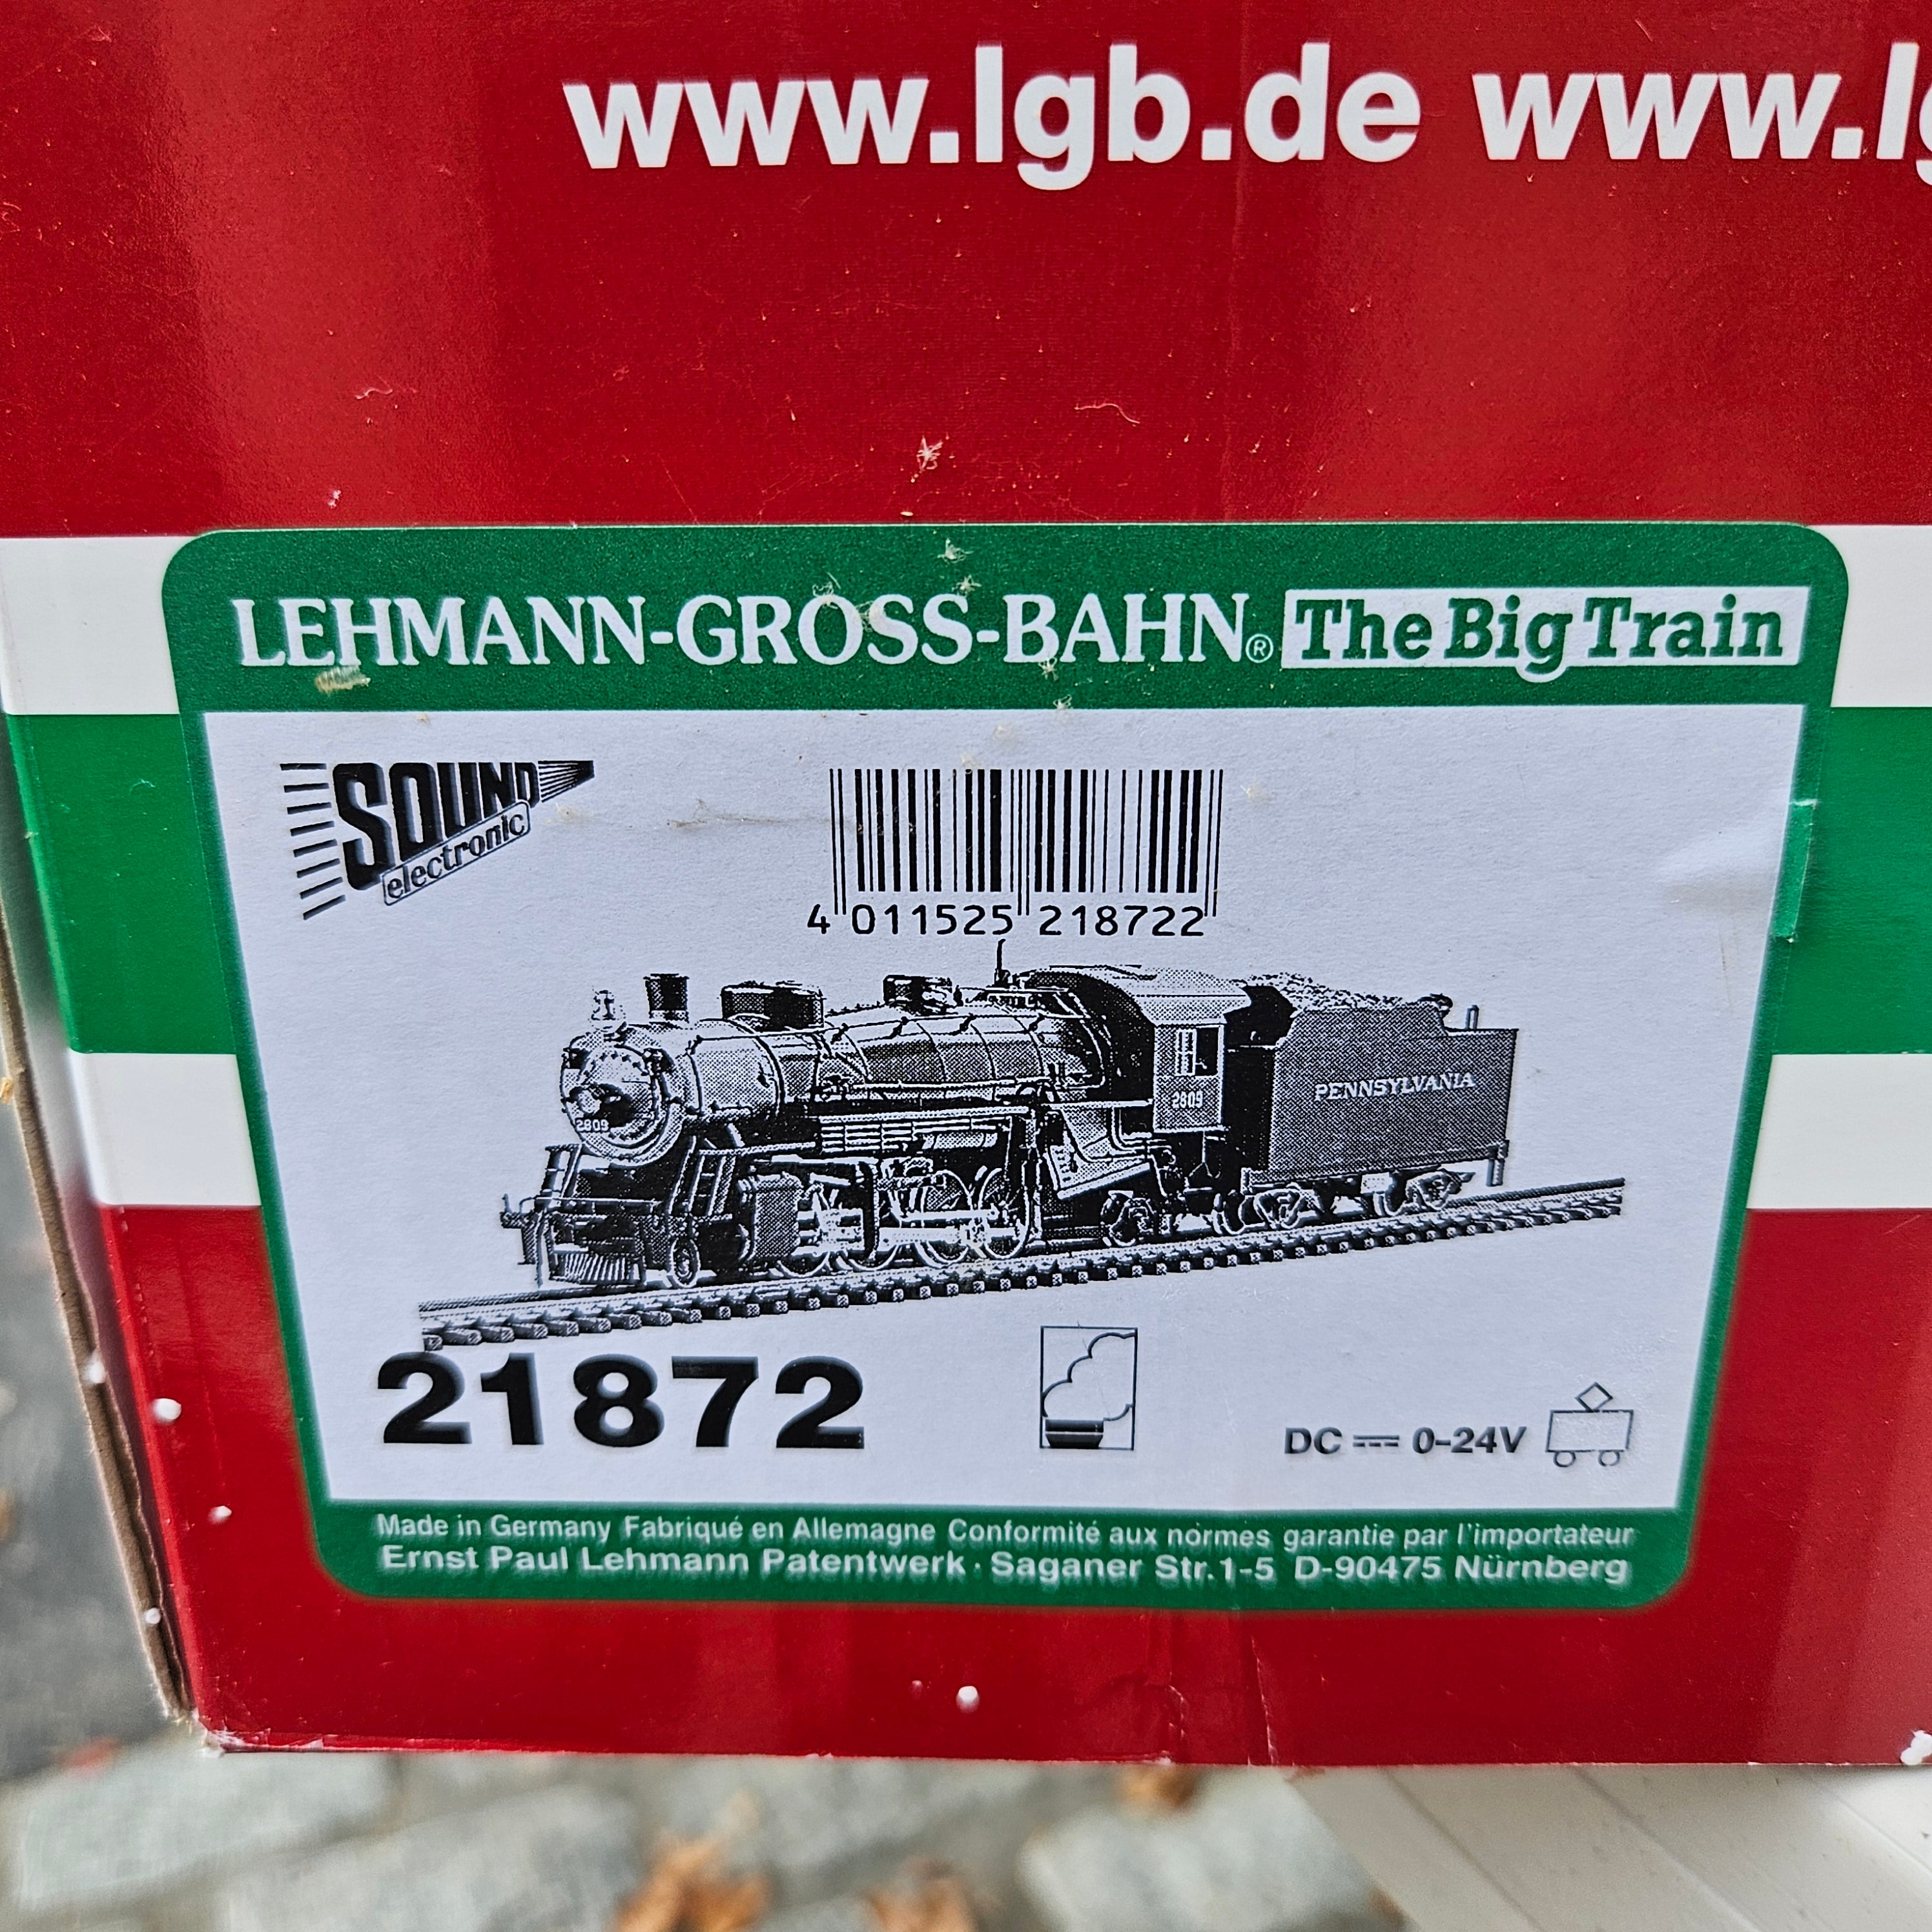 www.lgb.de www.lg
LEHMANN-GROSS-BAHN® The Big Train
SOUND
electronic
4 011525 218722
2809
2809
PENNSYLVANIA
21872
DC 0-24V
Made in Germany Fabriqué en Allemagne Conformité aux normes garantie par l'importateur
Ernst Paul Lehmann Patentwerk · Saganer Str.1-5 D-90475 Nürnberg